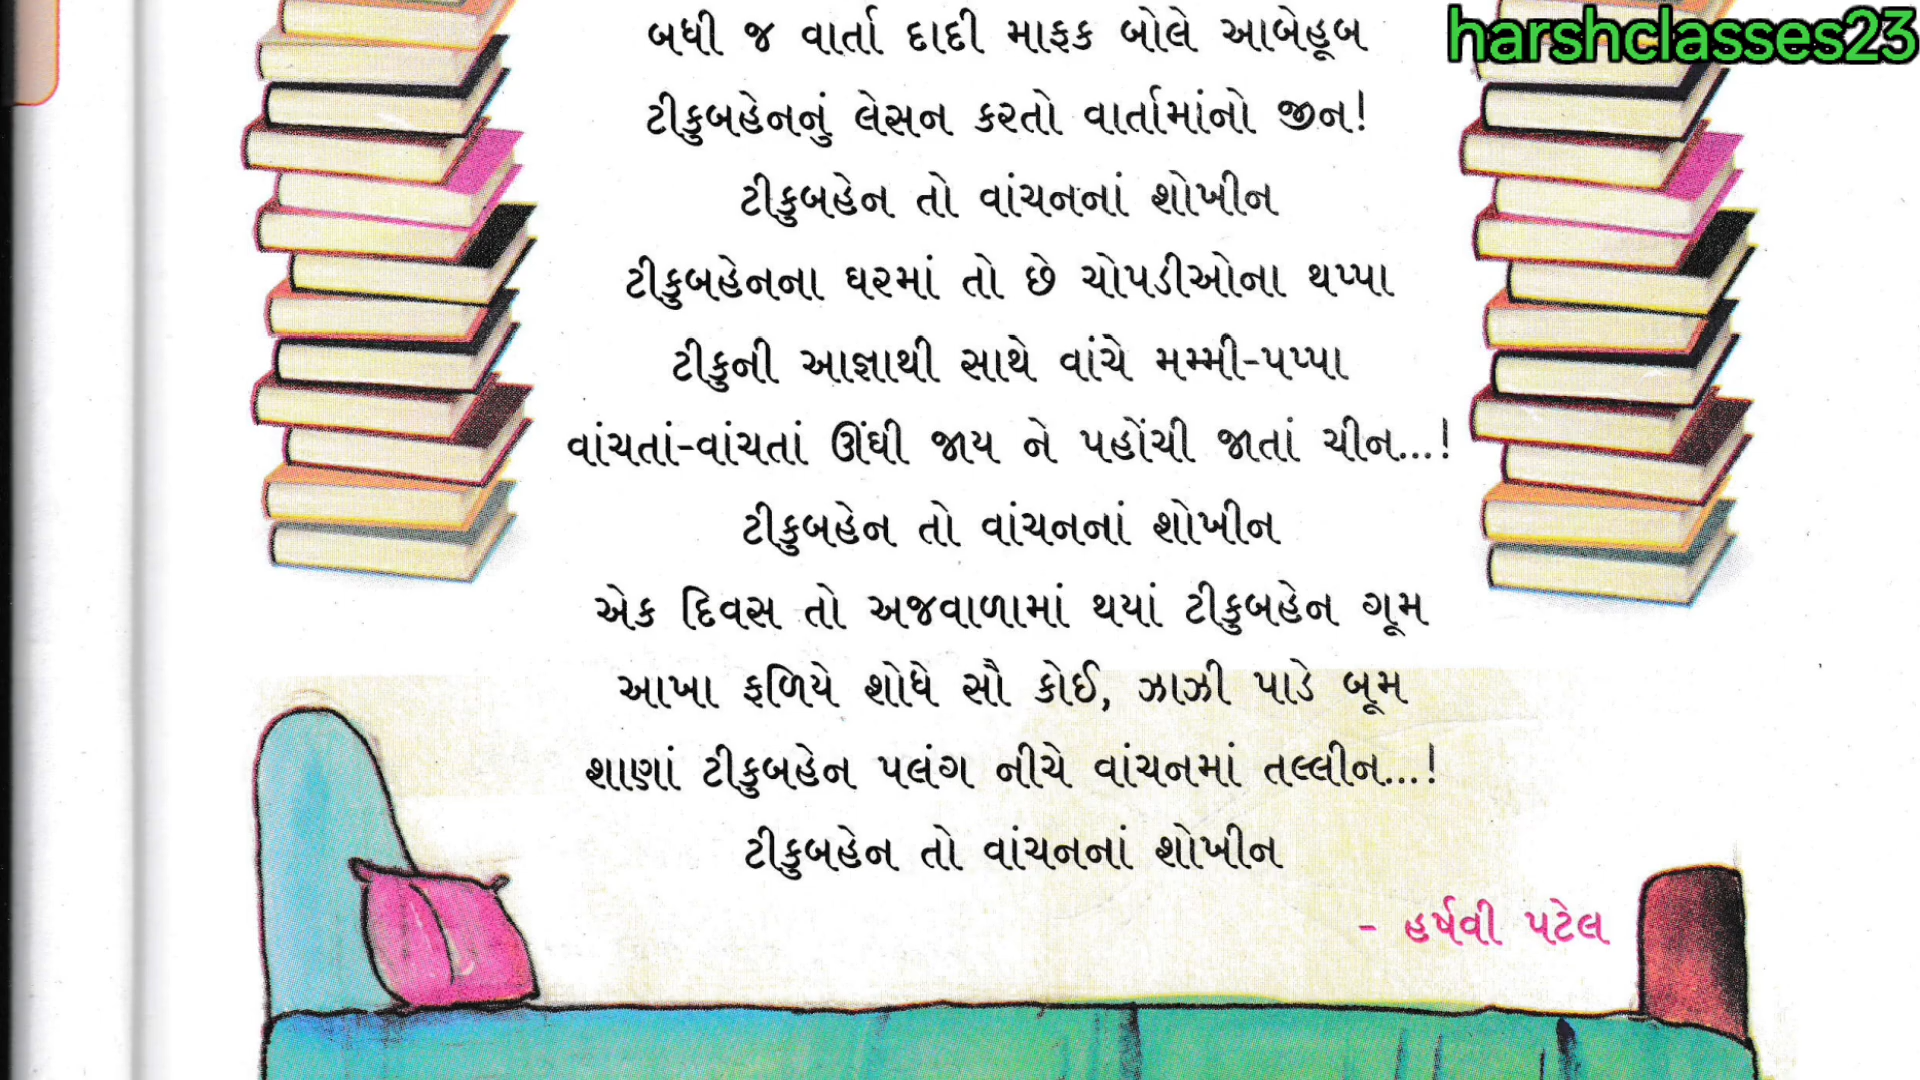 harshclasses23
બધી જ વાર્તા દાદી માફક બોલે આબેહૂબ
ટીકુબહેનનું લેસન કરતો વાર્તામાંનો જીન!
ટીકુબહેન તો વાંચનનાં શોખીન
ટીકુબહેનના ઘરમાં તો છે ચોપડીઓના થપ્પા
ટીકુની આજ્ઞાથી સાથે વાંચે મમ્મી-પપ્પા
વાંચતાં-વાંચતાં ઊંઘી જાય ને પહોંચી જાતાં ચીન...!
ટીકુબહેન તો વાંચનનાં શોખીન
એક દિવસ તો અજવાળામાં થયાં ટીકુબહેન ગૂમ
આખા ફળિયે શોધે સૌ કોઈ, ઝાઝી પાડે બૂમ
શાણાં ટીકુબહેન પલંગ નીચે વાંચનમાં તલ્લીન...!
ટીકુબહેન તો વાંચનનાં શોખીન
- હર્ષવી પટેલ